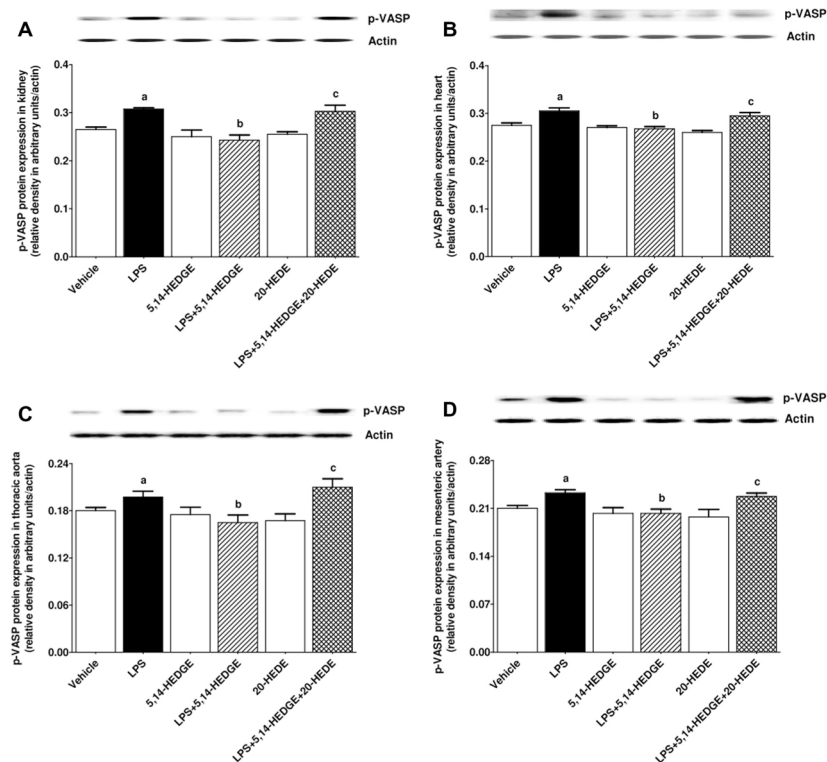 A
p-VASP
Actin
p-VASP protein expression in kidney
(relative density in arbitrary units/actin)
0.4
0.3
0.2
0.1
0.0
a
b
c
Vehicle
LPS
5,14-HEDGE
LPS+5,14-HEDGE
20-HEDE
LPS+5,14-HEDGE+20-HEDE
B
p-VASP
Actin
p-VASP protein expression in heart
(relative density in arbitrary units/actin)
0.4
0.3
0.2
0.1
0.0
a
b
c
Vehicle
LPS
5,14-HEDGE
LPS+5,14-HEDGE
20-HEDE
LPS+5,14-HEDGE+20-HEDE
C
p-VASP
Actin
p-VASP protein expression in thoracic aorta
(relative density in arbitrary units/actin)
0.24
0.18
0.12
0.06
0.00
a
b
c
Vehicle
LPS
5,14-HEDGE
LPS+5,14-HEDGE
20-HEDE
LPS+5,14-HEDGE+20-HEDE
D
p-VASP
Actin
p-VASP protein expression in mesenteric artery
(relative density in arbitrary units/actin)
0.28
0.21
0.14
0.07
0.00
a
b
c
Vehicle
LPS
5,14-HEDGE
LPS+5,14-HEDGE
20-HEDE
LPS+5,14-HEDGE+20-HEDE